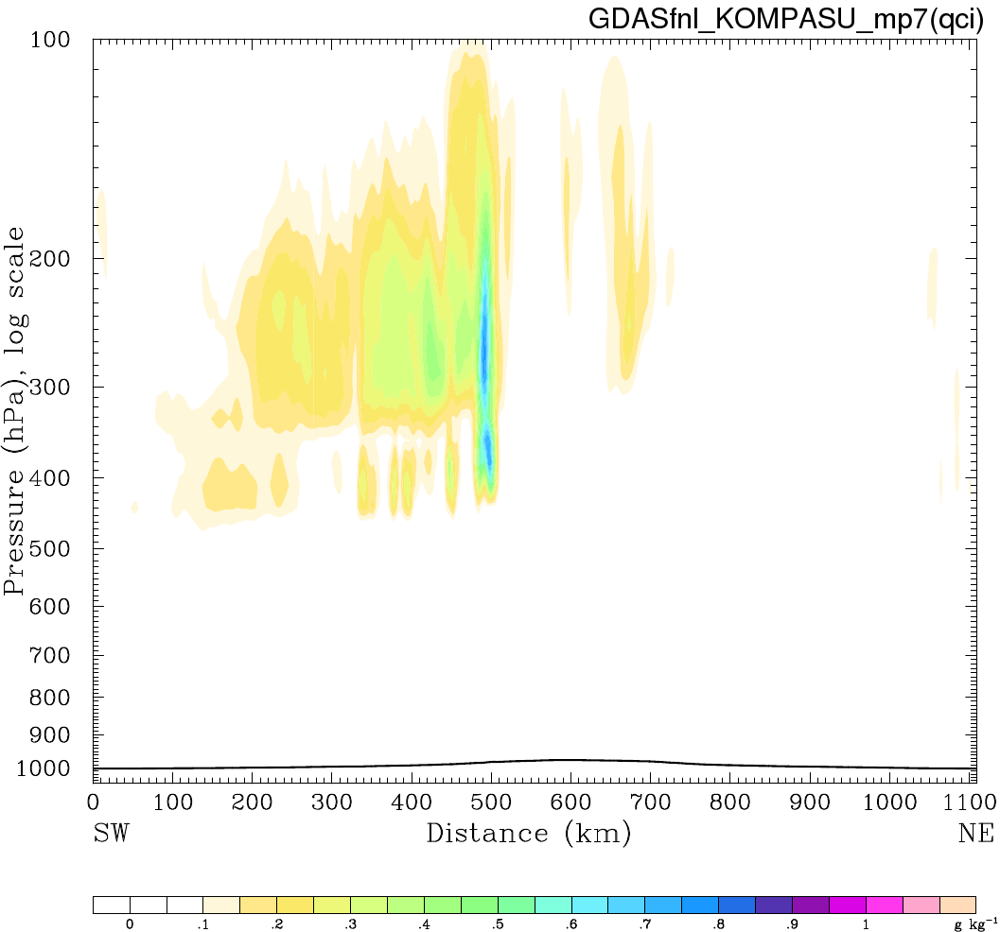 GDASfnl_KOMPASU_mp7(qci)
Pressure (hPa), log scale
100
200
300
400
500
600
700
800
900
1000
0 100 200 300 400 500 600 700 800 900 1000 1100
SW Distance (km) NE
0 .1 .2 .3 .4 .5 .6 .7 .8 .9 1 g kg⁻¹